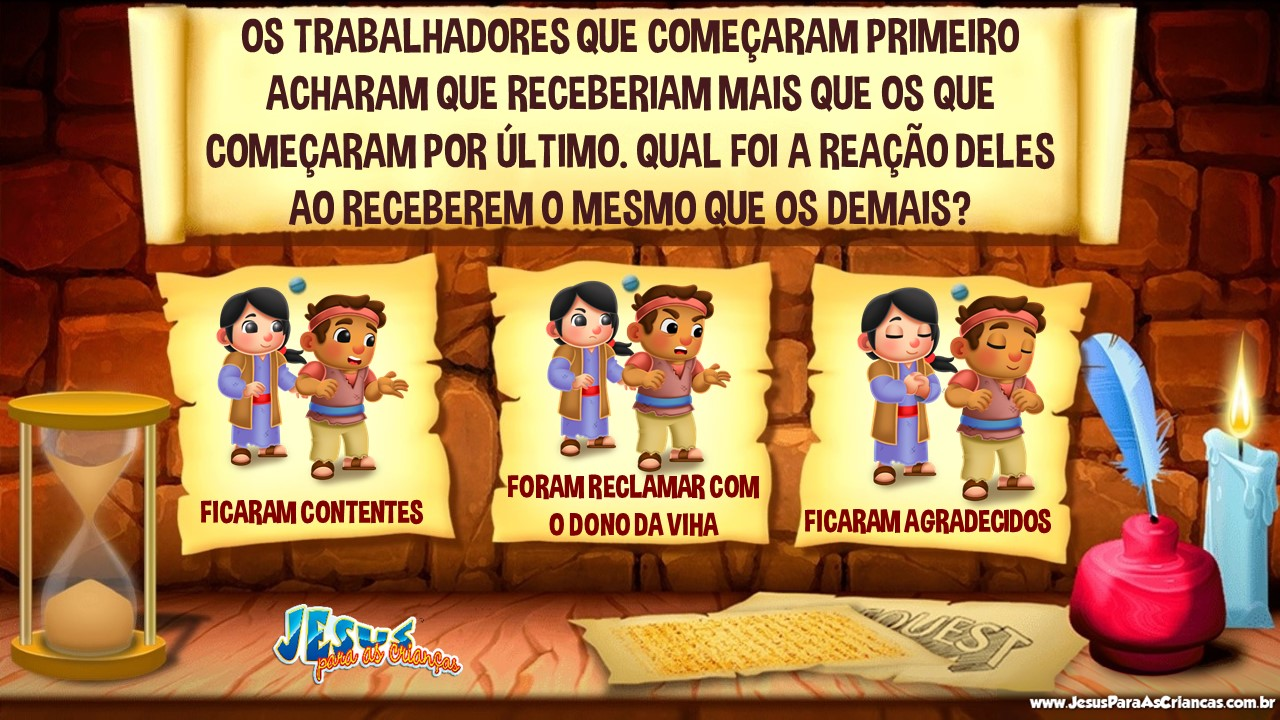 OS TRABALHADORES QUE COMEÇARAM PRIMEIRO
ACHARAM QUE RECEBERIAM MAIS QUE OS QUE
COMEÇARAM POR ÚLTIMO. QUAL FOI A REAÇÃO DELES
AO RECEBEREM O MESMO QUE OS DEMAIS?
FICARAM CONTENTES
FORAM RECLAMAR COM
O DONO DA VIHA
FICARAM AGRADECIDOS
JESUS
para as crianças
QUEST
www.JesusParaAsCriancas.com.br